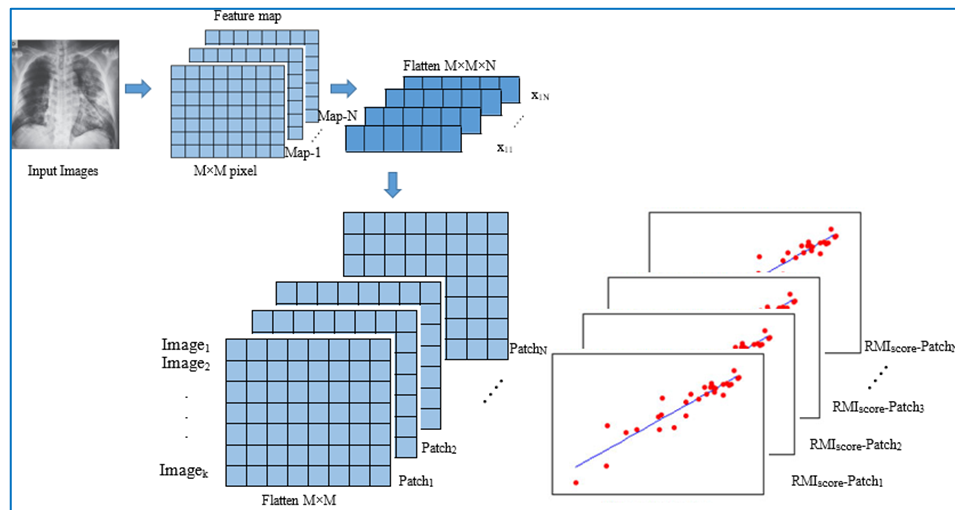 Feature map
Flatten M×M×N
Map-N
x₁N
Map-1
x₁₁
Input Images
M×M pixel
Image₁
Image₂
.
.
.
Imageₖ
PatchN
Patch₂
Patch₁
Flatten M×M
RMIscore-PatchN
RMIscore-Patch₃
RMIscore-Patch₂
RMIscore-Patch₁